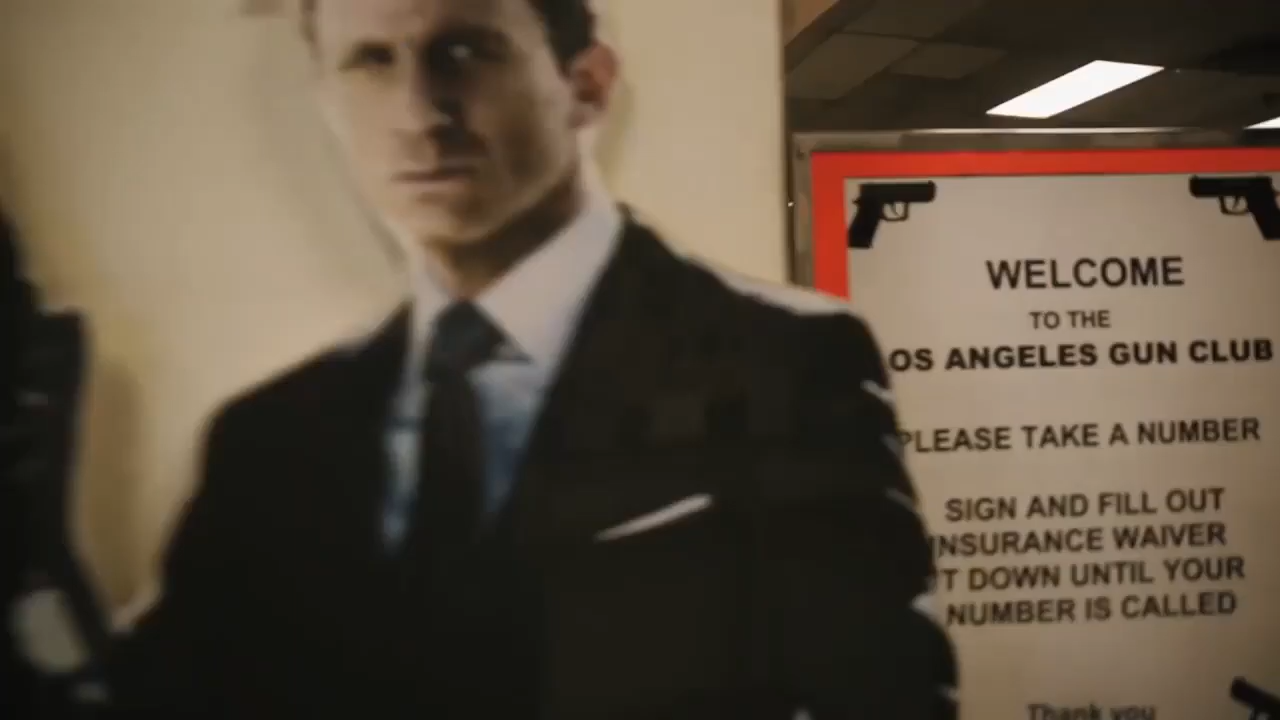 WELCOME
TO THE
OS ANGELES GUN CLUB
PLEASE TAKE A NUMBER
SIGN AND FILL OUT
INSURANCE WAIVER
T DOWN UNTIL YOUR
NUMBER IS CALLED
Thank you